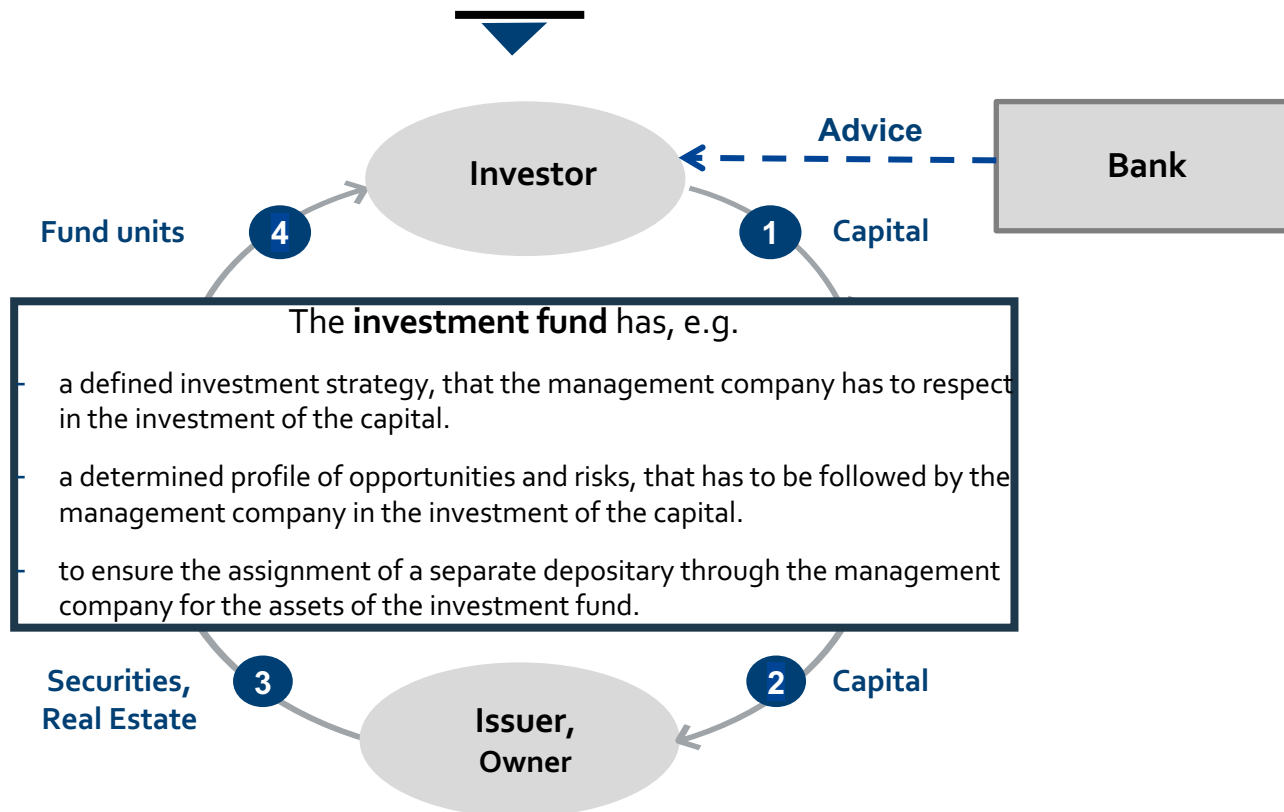 Advice
Bank
Investor
Fund units
4
1
Capital
The investment fund has, e.g.
- a defined investment strategy, that the management company has to respect
in the investment of the capital.
- a determined profile of opportunities and risks, that has to be followed by the
management company in the investment of the capital.
- to ensure the assignment of a separate depositary through the management
company for the assets of the investment fund.
Securities,
Real Estate
3
2
Capital
Issuer,
Owner